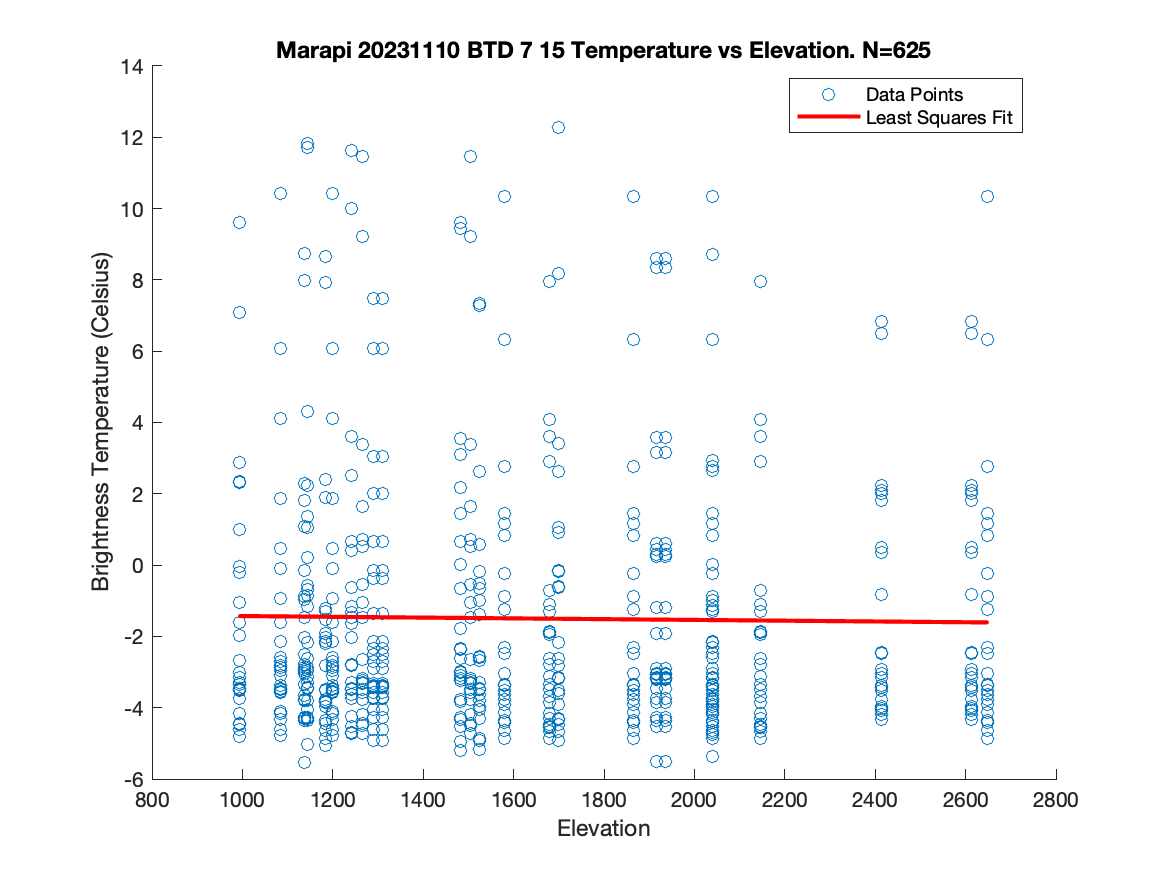 Marapi 20231110 BTD 7 15 Temperature vs Elevation. N=625
14
12
10
8
6
4
2
0
-2
-4
-6
Brightness Temperature (Celsius)
Data Points
Least Squares Fit
800 1000 1200 1400 1600 1800 2000 2200 2400 2600 2800
Elevation